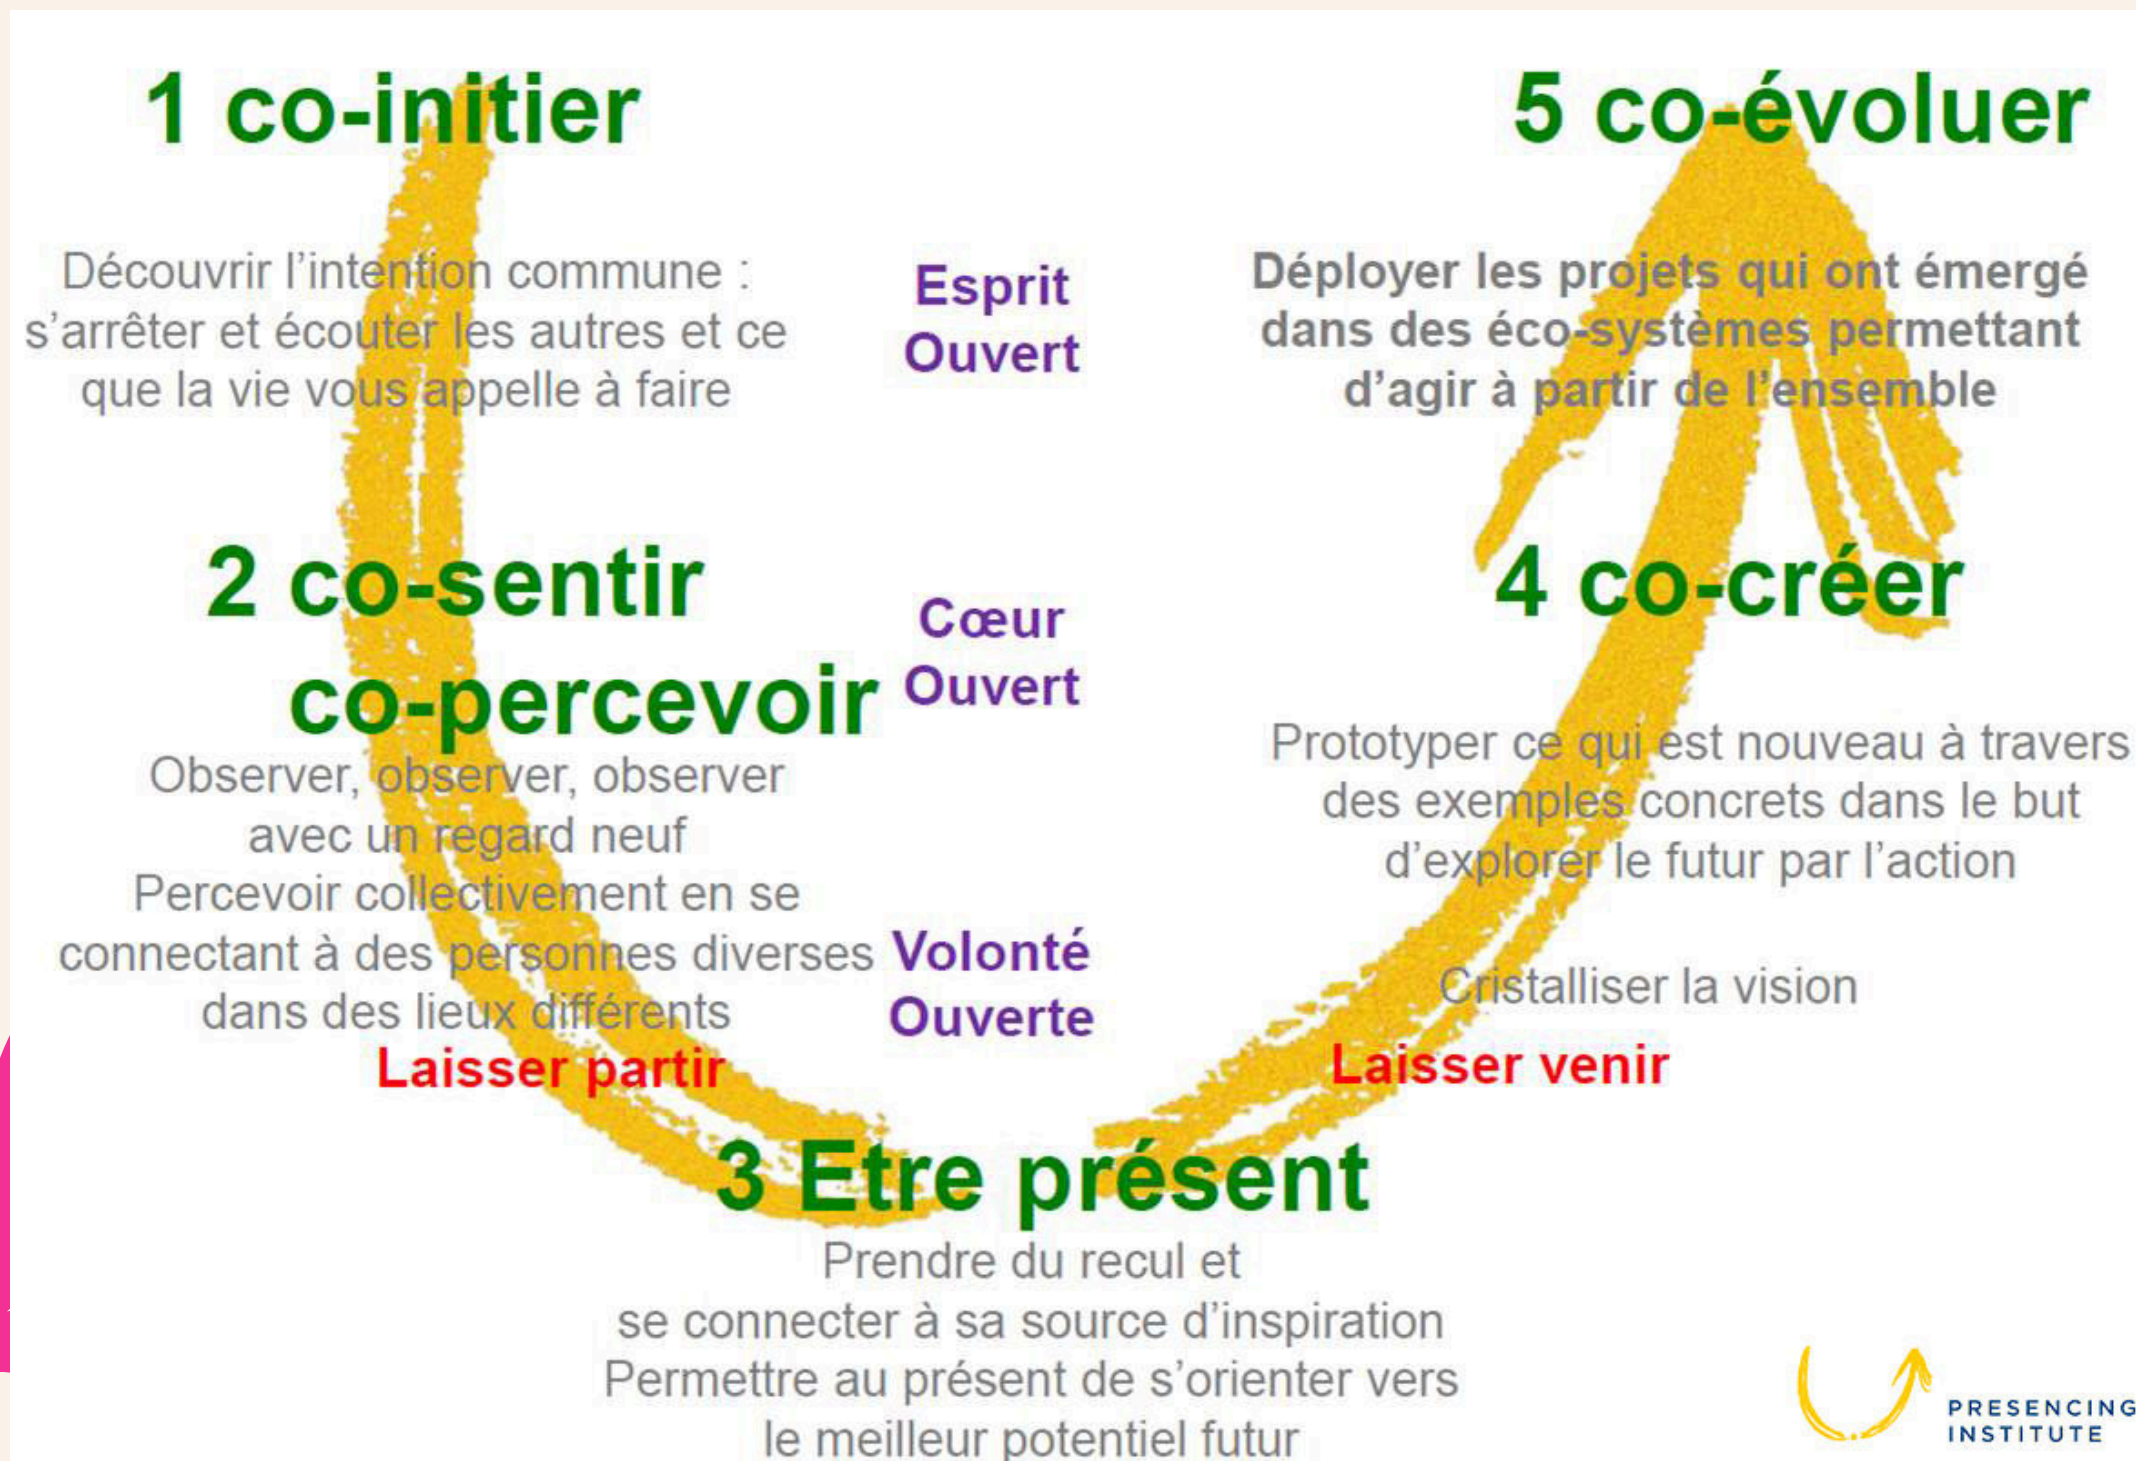 1 co-initier
Découvrir l'intention commune :
s'arrêter et écouter les autres et ce
que la vie vous appelle à faire
2 co-sentir
co-percevoir
Observer, observer, observer
avec un regard neuf
Percevoir collectivement en se
connectant à des personnes diverses
dans des lieux différents
Laisser partir
Esprit
Ouvert
Cœur
Ouvert
Volonté
Ouverte
3 Etre présent
Prendre du recul et
se connecter à sa source d'inspiration
Permettre au présent de s'orienter vers
le meilleur potentiel futur
5 co-évoluer
Déployer les projets qui ont émergé
dans des éco-systèmes permettant
d'agir à partir de l'ensemble
4 co-créer
Prototyper ce qui est nouveau à travers
des exemples concrets dans le but
d'explorer le futur par l'action
Cristalliser la vision
Laisser venir
PRESENCING
INSTITUTE